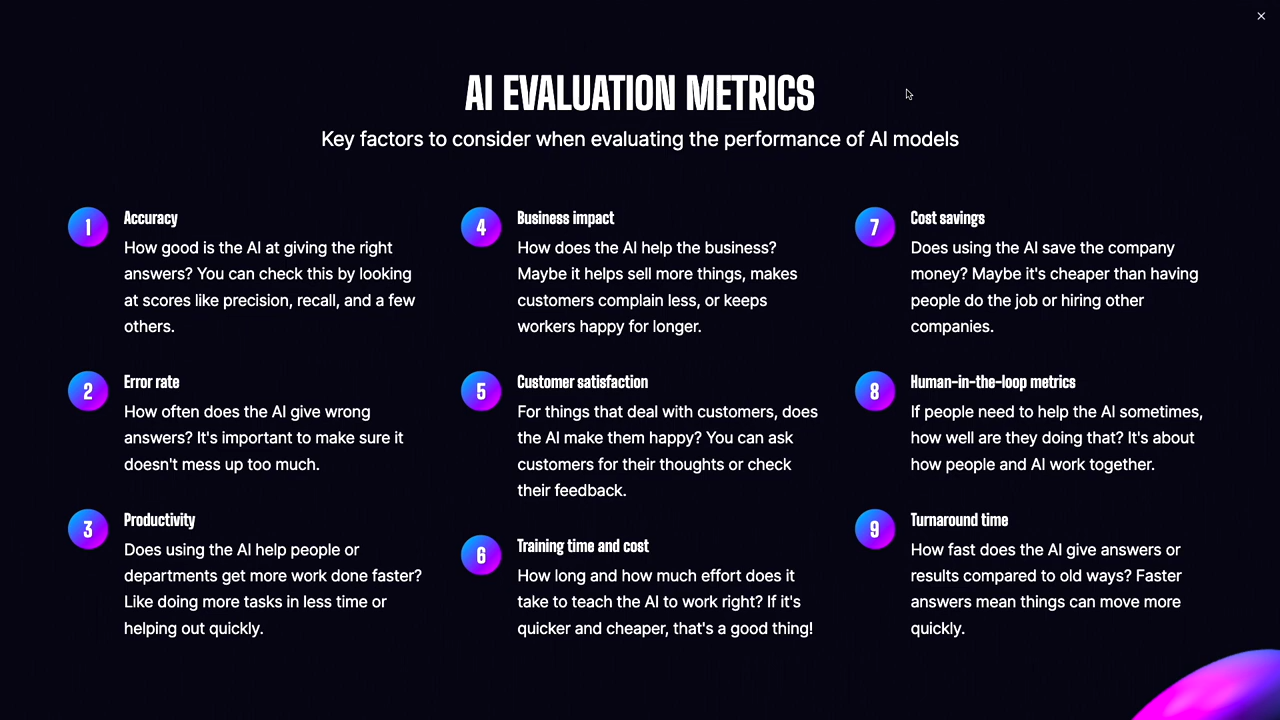 AI EVALUATION METRICS
Key factors to consider when evaluating the performance of AI models
1
Accuracy
How good is the AI at giving the right
answers? You can check this by looking
at scores like precision, recall, and a few
others.
2
Error rate
How often does the AI give wrong
answers? It's important to make sure it
doesn't mess up too much.
3
Productivity
Does using the AI help people or
departments get more work done faster?
Like doing more tasks in less time or
helping out quickly.
4
Business impact
How does the AI help the business?
Maybe it helps sell more things, makes
customers complain less, or keeps
workers happy for longer.
5
Customer satisfaction
For things that deal with customers, does
the AI make them happy? You can ask
customers for their thoughts or check
their feedback.
6
Training time and cost
How long and how much effort does it
take to teach the AI to work right? If it's
quicker and cheaper, that's a good thing!
7
Cost savings
Does using the AI save the company
money? Maybe it's cheaper than having
people do the job or hiring other
companies.
8
Human-in-the-loop metrics
If people need to help the AI sometimes,
how well are they doing that? It's about
how people and AI work together.
9
Turnaround time
How fast does the AI give answers or
results compared to old ways? Faster
answers mean things can move more
quickly.